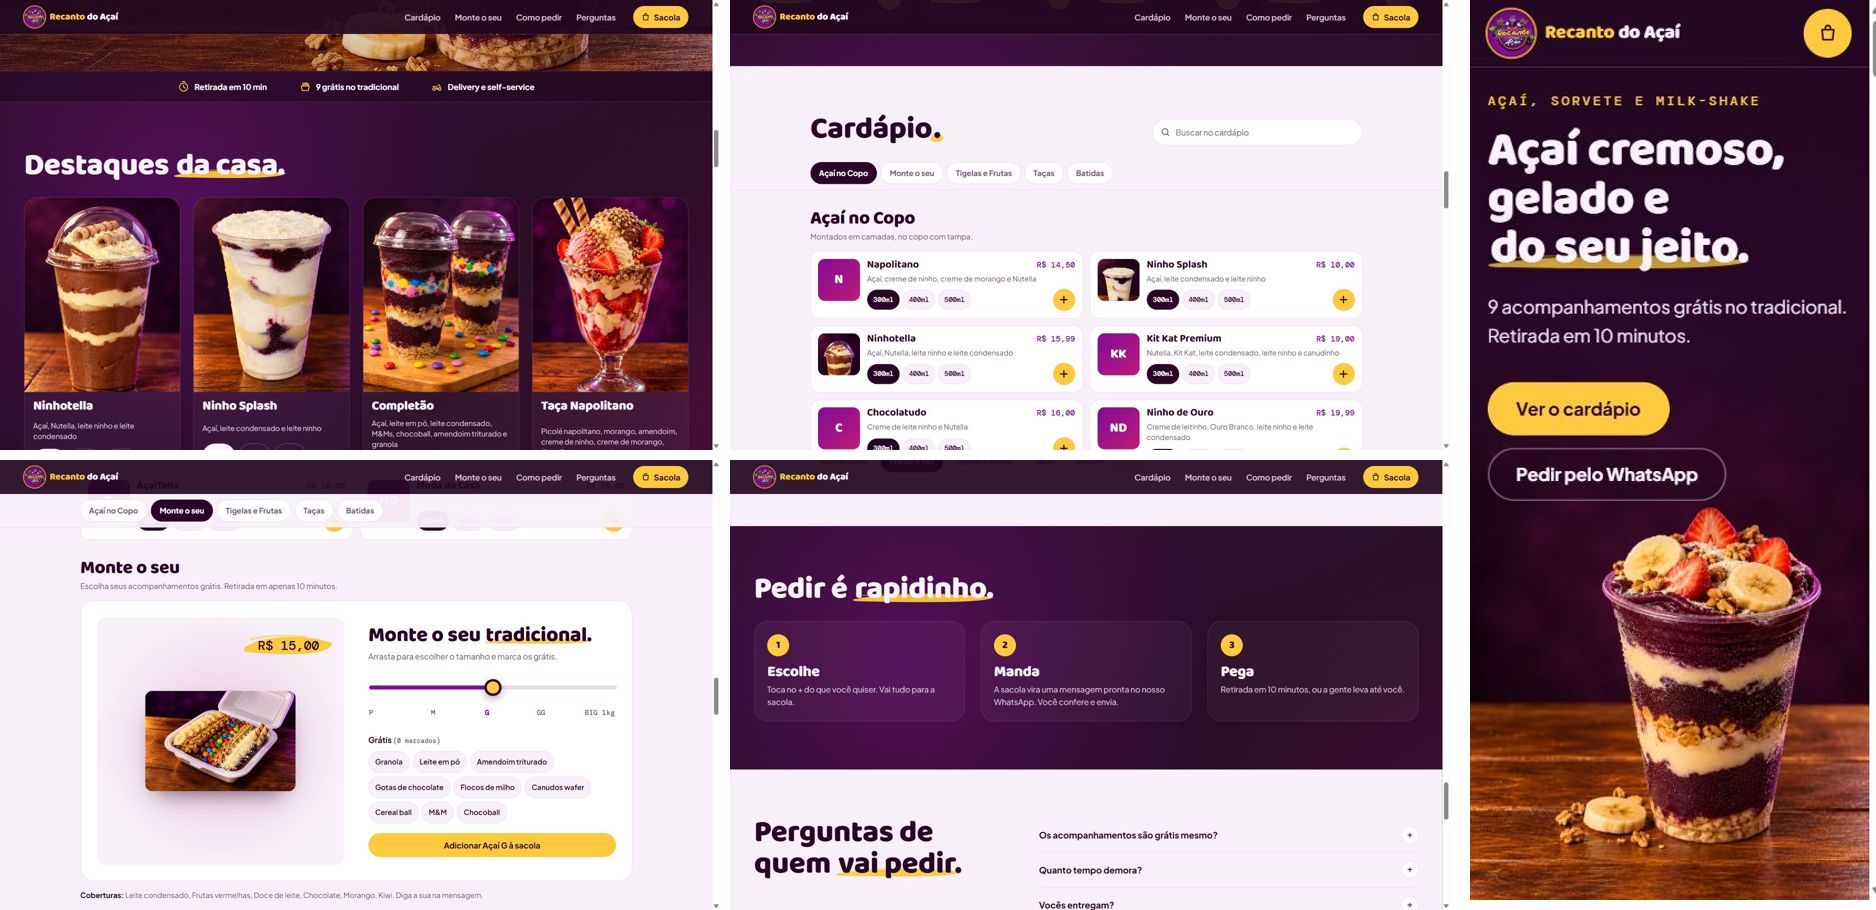 Recanto do Açaí
Cardápio
Monte o seu
Como pedir
Perguntas
Sacola
Retirada em 10 min
9 grátis no tradicional
Delivery e self-service
Destaques da casa.
Ninhotella
Açaí, Nutella, leite ninho e leite
condensado
Ninho Splash
Açaí, leite condensado e leite ninho
Completão
Açaí, leite em pó, leite condensado,
M&Ms, chocoball, amendoim triturado e
granola
Taça Napolitano
Picolé napolitano, morango, amendoim,
creme de ninho, creme de morango,
Recanto do Açaí
Cardápio
Monte o seu
Como pedir
Perguntas
Sacola
Cardápio.
Buscar no cardápio
Açaí no Copo
Monte o seu
Tigelas e Frutas
Taças
Batidas
Açaí no Copo
Montados em camadas, no copo com tampa.
N
Napolitano
R$ 14,50
Açaí, creme de ninho, creme de morango e Nutella
300ml
400ml
500ml
+
Ninho Splash
R$ 10,00
Açaí, leite condensado e leite ninho
300ml
400ml
500ml
+
Ninhotella
R$ 15,99
Açaí, Nutella, leite ninho e leite condensado
300ml
400ml
500ml
+
KK
Kit Kat Premium
R$ 19,00
Nutella, Kit Kat, leite condensado, leite ninho e canudinho
300ml
400ml
500ml
+
C
Chocolatudo
R$ 16,00
Creme de leite ninho e Nutella
300ml
400ml
500ml
+
ND
Ninho de Ouro
R$ 19,99
Creme de leitinho, Ouro Branco, leite ninho e leite
condensado
Recanto do Açaí
Cardápio
Monte o seu
Como pedir
Perguntas
Sacola
Açaí no Copo
Monte o seu
Tigelas e Frutas
Taças
Batidas
Monte o seu
Escolha seus acompanhamentos grátis. Retirada em apenas 10 minutos.
R$ 15,00
Monte o seu tradicional.
Arrasta para escolher o tamanho e marca os grátis.
P
M
G
GG
BIG 1kg
Grátis (0 marcados)
Granola
Leite em pó
Amendoim triturado
Gotas de chocolate
Flocos de milho
Canudos wafer
Cereal ball
M&M
Chocoball
Adicionar Açaí G à sacola
Coberturas: Leite condensado, Frutas vermelhas, Doce de leite, Chocolate, Morango, Kiwi. Diga a sua na mensagem.
Recanto do Açaí
Cardápio
Monte o seu
Como pedir
Perguntas
Sacola
Pedir é rapidinho.
1
Escolhe
Toca no + do que você quiser. Vai tudo para a
sacola.
2
Manda
A sacola vira uma mensagem pronta no nosso
WhatsApp. Você confere e envia.
3
Pega
Retirada em 10 minutos, ou a gente leva até você.
Perguntas de
quem vai pedir.
Os acompanhamentos são grátis mesmo?
+
Quanto tempo demora?
+
Vocês entregam?
+
Recanto do Açaí
AÇAÍ, SORVETE E MILK-SHAKE
Açaí cremoso,
gelado e
do seu jeito.
9 acompanhamentos grátis no tradicional.
Retirada em 10 minutos.
Ver o cardápio
Pedir pelo WhatsApp